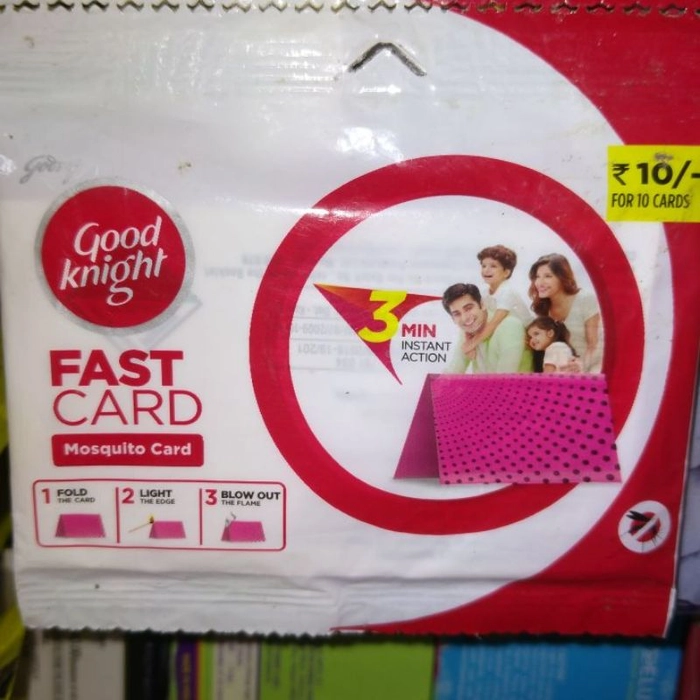 ₹ 10/-
FOR 10 CARDS
Good
knight
3 MIN
INSTANT
ACTION
FAST
CARD
Mosquito Card
1 FOLD
THE CARD
2 LIGHT
THE EDGE
3 BLOW OUT
THE FLAME